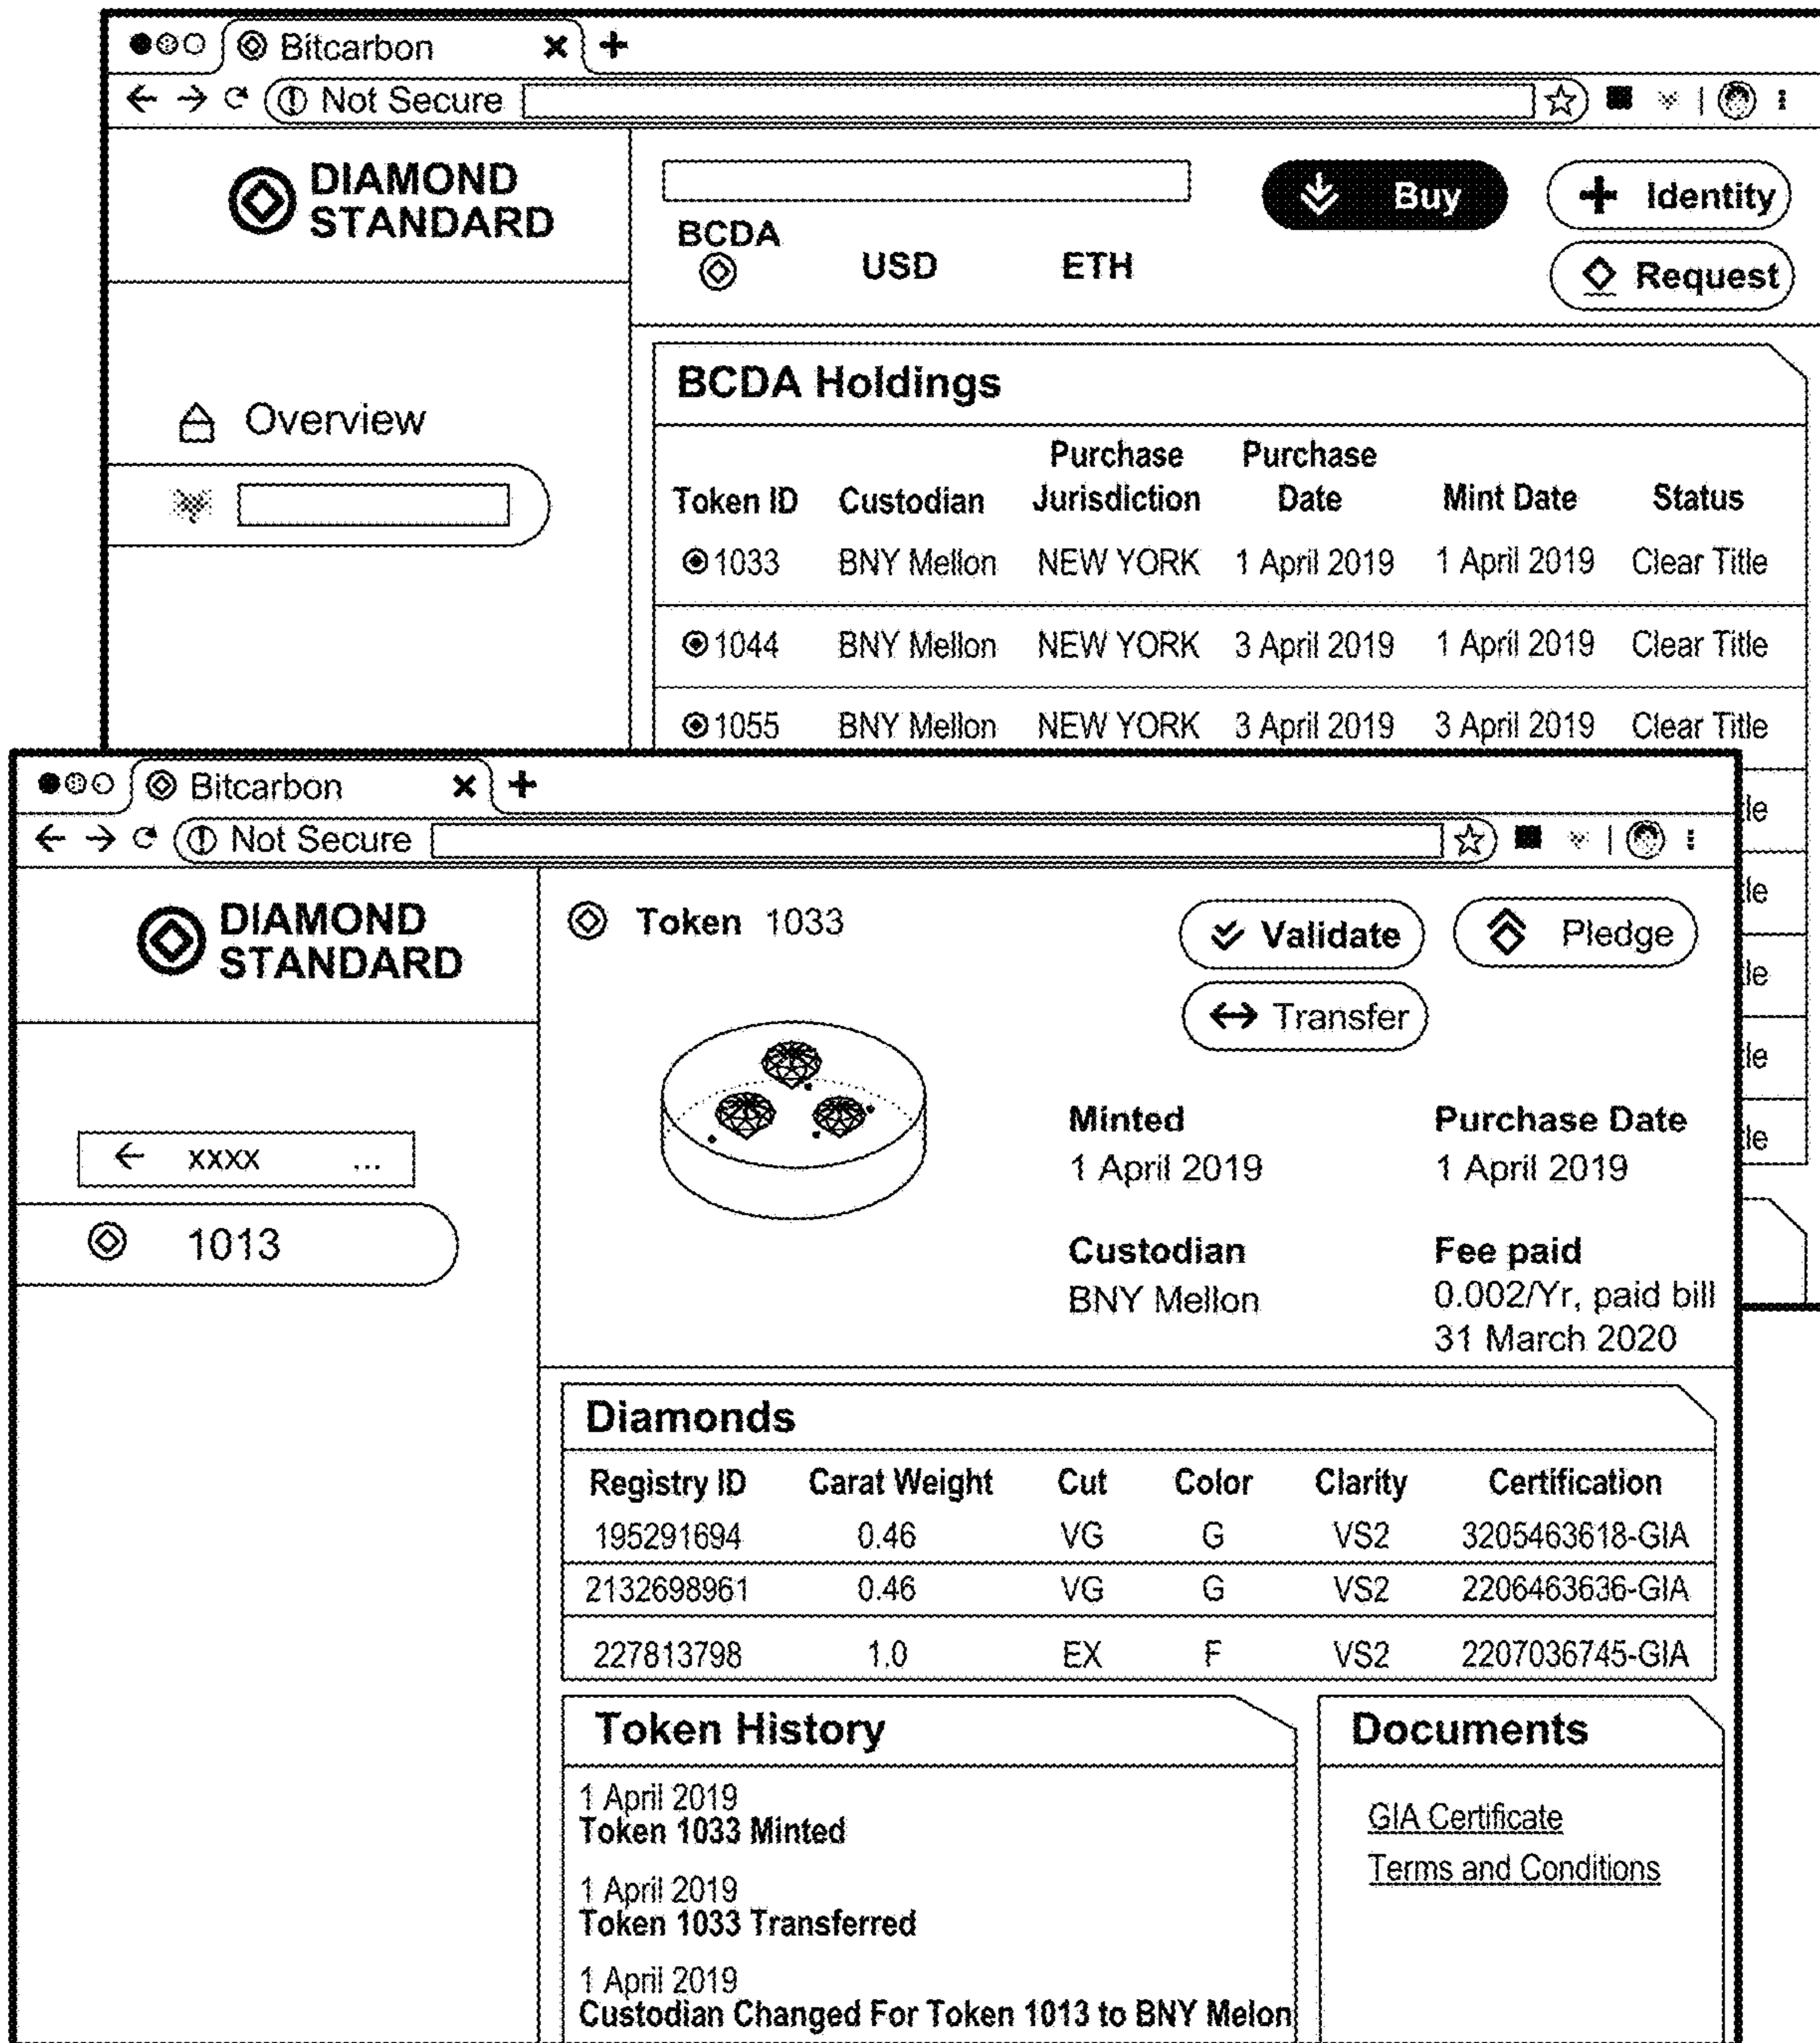 Bitcarbon
Not Secure
DIAMOND
STANDARD
Buy
Identity
Request
BCDA
USD ETH
Overview
BCDA Holdings
Token ID Custodian Purchase Jurisdiction Purchase Date Mint Date Status
1033 BNY Mellon NEW YORK 1 April 2019 1 April 2019 Clear Title
1044 BNY Mellon NEW YORK 3 April 2019 1 April 2019 Clear Title
1055 BNY Mellon NEW YORK 3 April 2019 3 April 2019 Clear Title
le
le
le
le
le
Bitcarbon
Not Secure
DIAMOND
STANDARD
xxxx ...
1013
Token 1033
Validate
Pledge
Transfer
Minted
1 April 2019
Purchase Date
1 April 2019
Custodian
BNY Mellon
Fee paid
0.002/Yr, paid bill
31 March 2020
Diamonds
Registry ID Carat Weight Cut Color Clarity Certification
195291694 0.46 VG G VS2 3205463618-GIA
2132698961 0.46 VG G VS2 2206463636-GIA
227813798 1.0 EX F VS2 2207036745-GIA
Token History
1 April 2019
Token 1033 Minted
1 April 2019
Token 1033 Transferred
1 April 2019
Custodian Changed For Token 1013 to BNY Melon
Documents
GIA Certificate
Terms and Conditions